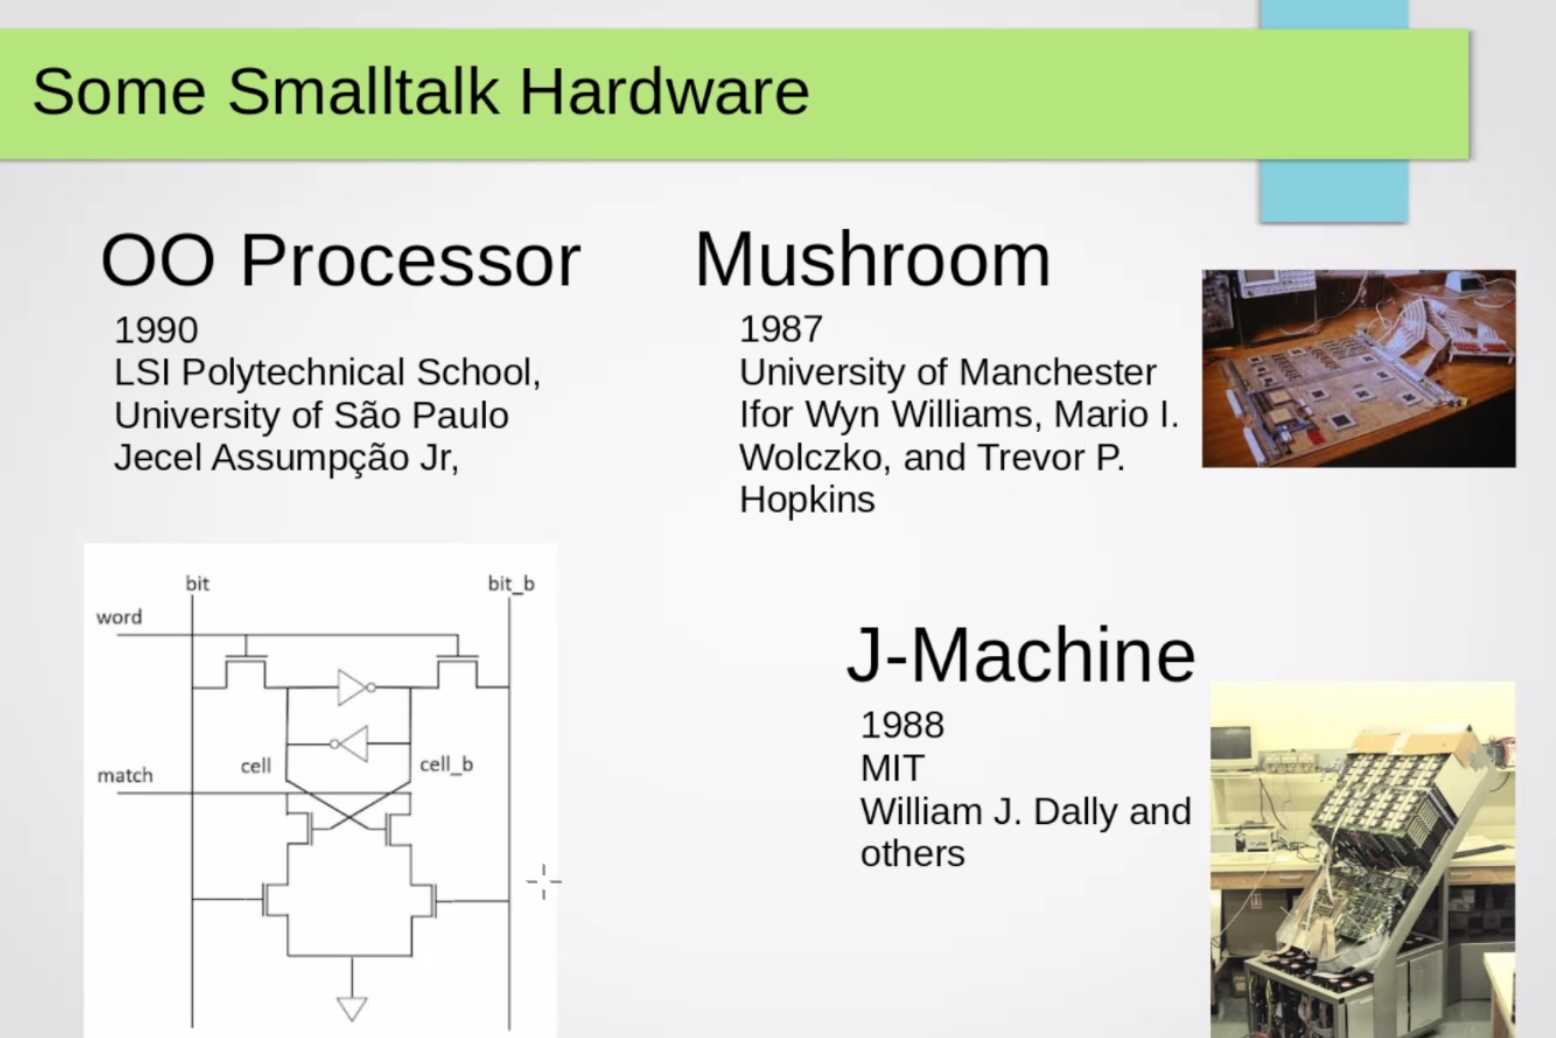 Some Smalltalk Hardware
OO Processor
1990
LSI Polytechnical School,
University of São Paulo
Jecel Assumpção Jr,
Mushroom
1987
University of Manchester
Ifor Wyn Williams, Mario I.
Wolczko, and Trevor P.
Hopkins
bit
bit_b
word
cell
cell_b
match
J-Machine
1988
MIT
William J. Dally and
others